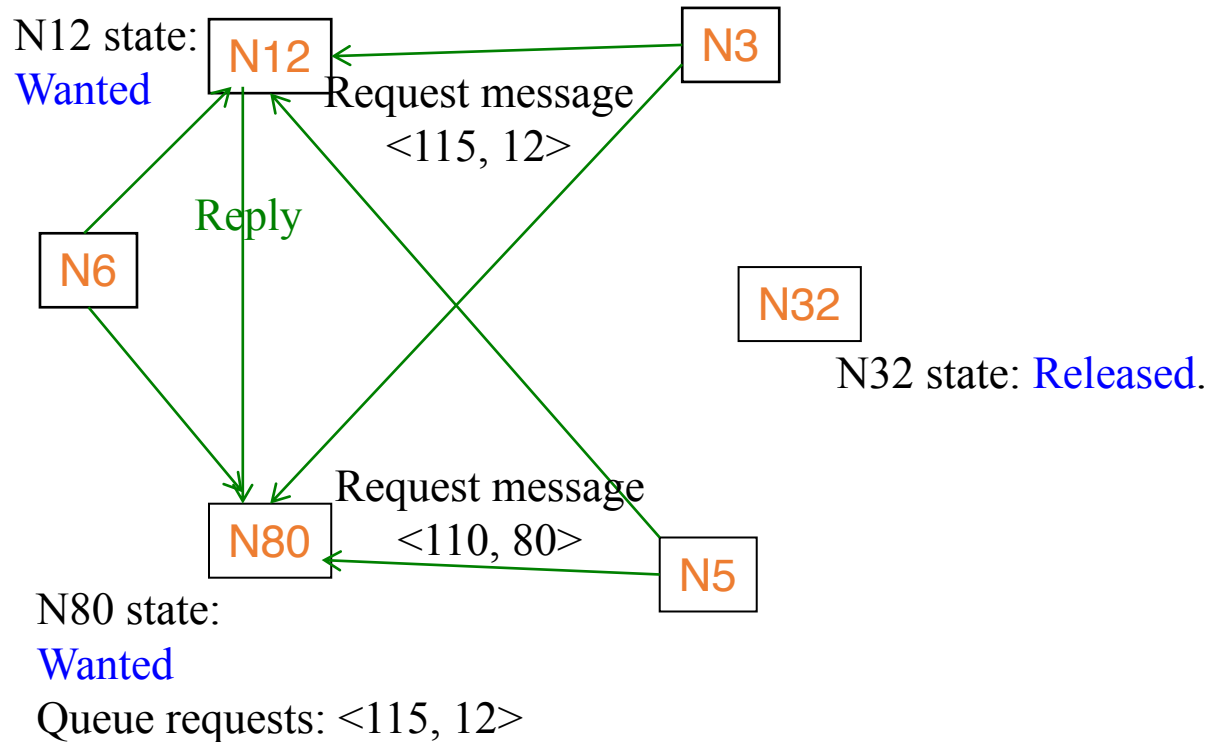 N12 state:
Wanted
N12
N3
Request message
<115, 12>
Reply
N6
N32
N32 state: Released.
Request message
<110, 80>
N80
N5
N80 state:
Wanted
Queue requests: <115, 12>